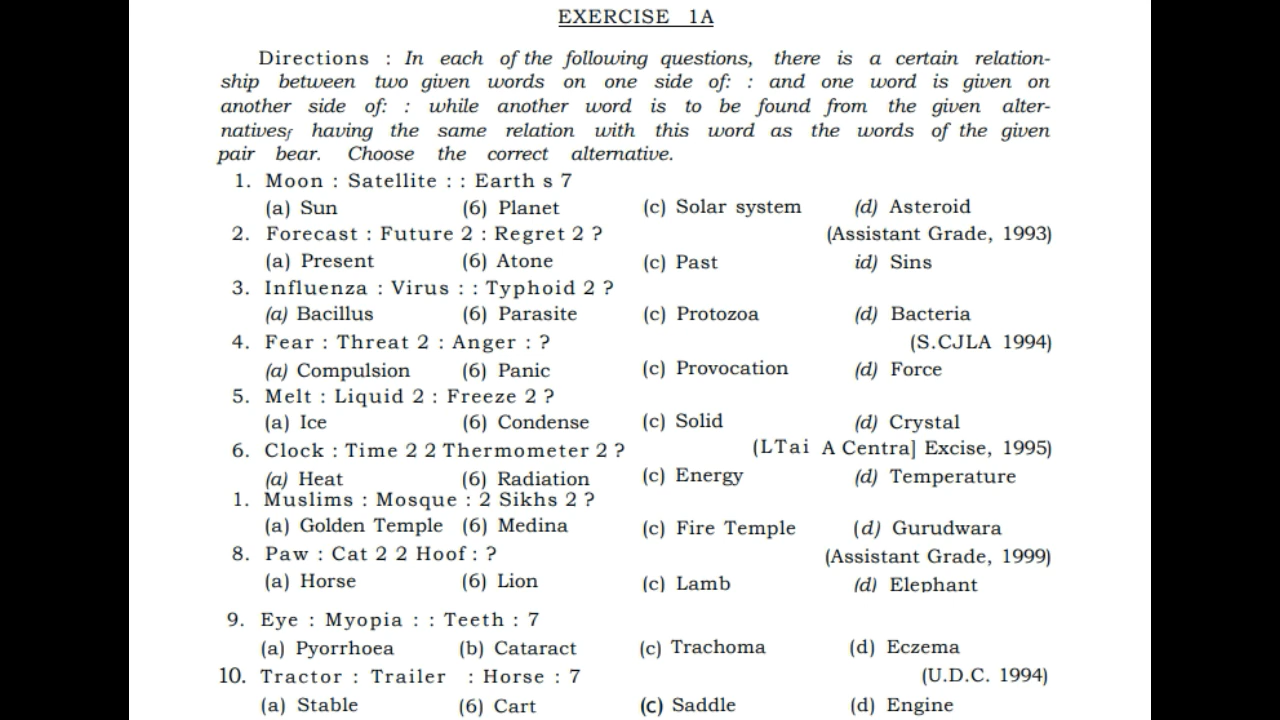 EXERCISE 1A
Directions : In each of the following questions, there is a certain relation-
ship between two given words on one side of: : and one word is given on
another side of: : while another word is to be found from the given alter-
nativesf having the same relation with this word as the words of the given
pair bear. Choose the correct alternative.
1. Moon : Satellite : : Earth s 7
(a) Sun (6) Planet (c) Solar system (d) Asteroid
2. Forecast : Future 2 : Regret 2 ? (Assistant Grade, 1993)
(a) Present (6) Atone (c) Past id) Sins
3. Influenza : Virus : : Typhoid 2 ?
(a) Bacillus (6) Parasite (c) Protozoa (d) Bacteria
4. Fear : Threat 2 : Anger : ? (S.CJLA 1994)
(a) Compulsion (6) Panic (c) Provocation (d) Force
5. Melt : Liquid 2 : Freeze 2 ?
(a) Ice (6) Condense (c) Solid (d) Crystal
6. Clock : Time 2 2 Thermometer 2 ? (LTai A Centra] Excise, 1995)
(a) Heat (6) Radiation (c) Energy (d) Temperature
1. Muslims : Mosque : 2 Sikhs 2 ?
(a) Golden Temple (6) Medina (c) Fire Temple (d) Gurudwara
8. Paw : Cat 2 2 Hoof : ? (Assistant Grade, 1999)
(a) Horse (6) Lion (c) Lamb (d) Elephant
9. Eye : Myopia : : Teeth : 7
(a) Pyorrhoea (b) Cataract (c) Trachoma (d) Eczema
10. Tractor : Trailer : Horse : 7 (U.D.C. 1994)
(a) Stable (6) Cart (c) Saddle (d) Engine